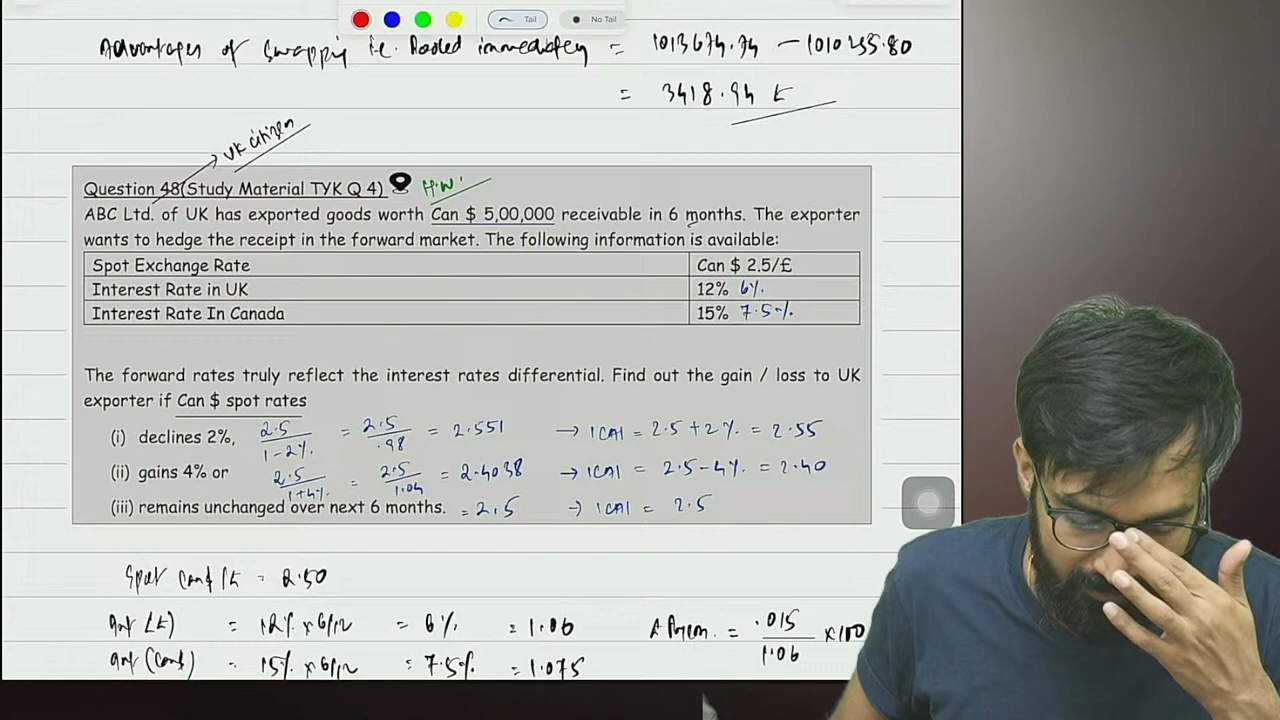 Tail No Tail
Advantages of Swapping i.e. Rooled immediately = 1013674.74 - 1010255.80
= 3418.94 £
UK citizen
Question 48(Study Material TYK Q 4) H.W.
ABC Ltd. of UK has exported goods worth Can $ 5,00,000 receivable in 6 months. The exporter
wants to hedge the receipt in the forward market. The following information is available:
Spot Exchange Rate Can $ 2.5/£
Interest Rate in UK 12% 6%.
Interest Rate In Canada 15% 7.5%.
The forward rates truly reflect the interest rates differential. Find out the gain / loss to UK
exporter if Can $ spot rates
(i) declines 2%, 2.5/1-2% = 2.5/.98 = 2.551 → ICAI = 2.5+2% = 2.55
(ii) gains 4% or 2.5/1+4% = 2.5/1.04 = 2.4038 → ICAI = 2.5-4% = 2.40
(iii) remains unchanged over next 6 months. = 2.5 → ICAI = 2.5
Spot Can$/£ = 2.50
Int (£) = 12% x 6/12 = 6% = 1.06
£ Prem. = .015/1.06 x100
Int (Can$) = 15% x 6/12 = 7.5% = 1.075